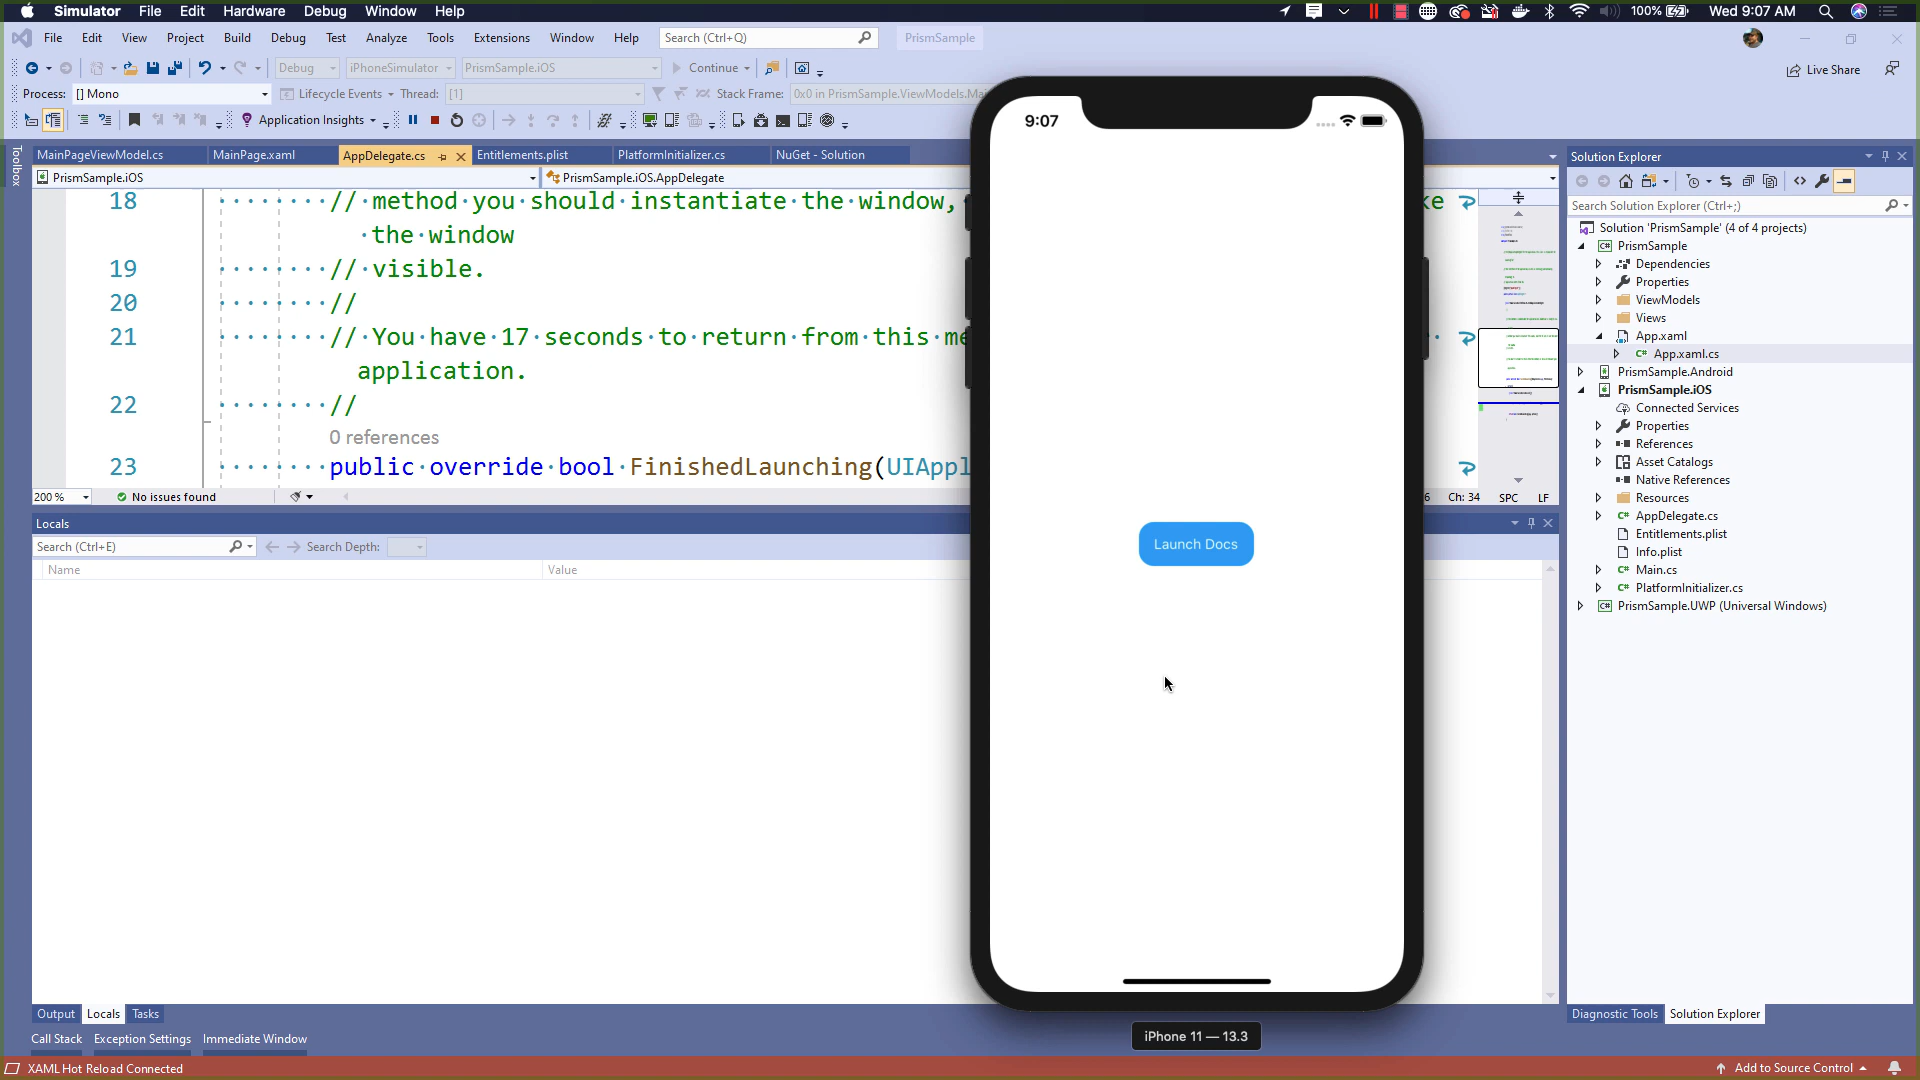 Simulator File Edit Hardware Debug Window Help 100% Wed 9:07 AM
File Edit View Project Build Debug Test Analyze Tools Extensions Window Help Search (Ctrl+Q) PrismSample
Debug iPhoneSimulator PrismSample.iOS Continue Live Share
Process: [] Mono Lifecycle Events Thread: [1] Stack Frame: 0x0 in PrismSample.ViewModels.
Application Insights
Toolbox
MainPageViewModel.cs MainPage.xaml AppDelegate.cs Entitlements.plist PlatformInitializer.cs NuGet - Solution
PrismSample.iOS PrismSample.iOS.AppDelegate
18 // method you should instantiate the window,
the window
19 // visible.
20 //
21 // You have 17 seconds to return from this
application.
22 //
0 references
23 public override bool FinishedLaunching(UIAppl
200 % No issues found Ch: 34 SPC LF
Locals
Search (Ctrl+E) Search Depth:
Name Value
Output Locals Tasks
Call Stack Exception Settings Immediate Window
XAML Hot Reload Connected Add to Source Control
9:07
Launch Docs
iPhone 11 — 13.3
Solution Explorer
Search Solution Explorer (Ctrl+;)
Solution 'PrismSample' (4 of 4 projects)
PrismSample
Dependencies
Properties
ViewModels
Views
App.xaml
C# App.xaml.cs
PrismSample.Android
PrismSample.iOS
Connected Services
Properties
References
Asset Catalogs
Native References
Resources
C# AppDelegate.cs
Entitlements.plist
Info.plist
C# Main.cs
C# PlatformInitializer.cs
PrismSample.UWP (Universal Windows)
Diagnostic Tools Solution Explorer